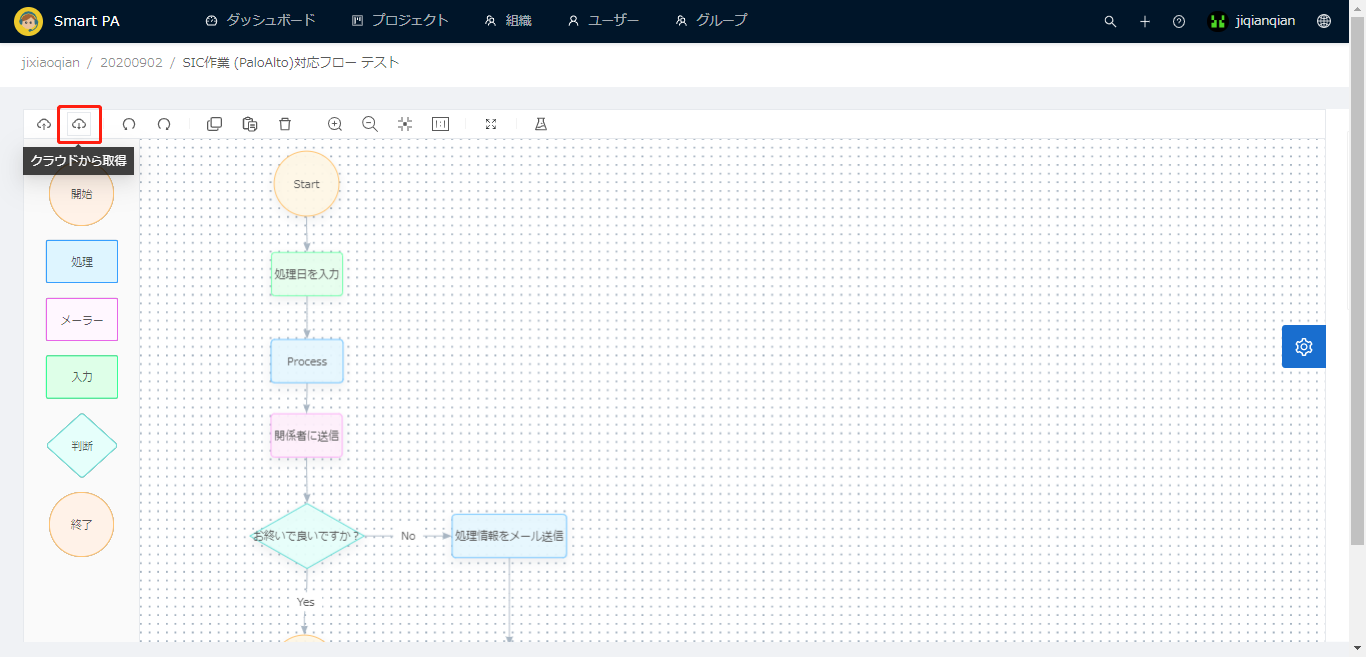 Smart PA ダッシュボード プロジェクト 組織 ユーザー グループ jiqianqian
jixiaoqian / 20200902 / SIC作業 (PaloAlto)対応フロー テスト
クラウドから取得
開始
処理
メーラー
入力
判断
終了
Start
処理日を入力
Process
関係者に送信
お終いで良いですか？ No 処理情報をメール送信
Yes